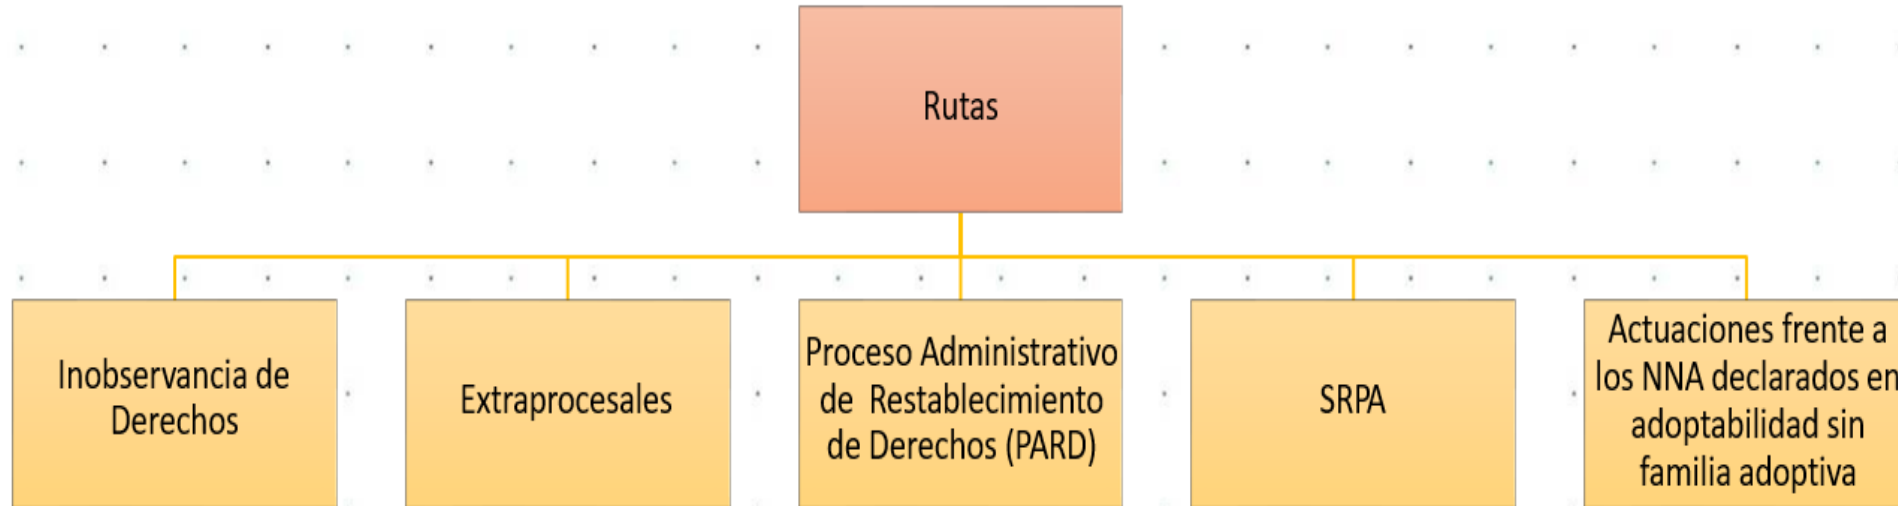 Rutas
Inobservancia de
Derechos
Extraprocesales
Proceso Administrativo
de Restablecimiento
de Derechos (PARD)
SRPA
Actuaciones frente a
los NNA declarados en
adoptabilidad sin
familia adoptiva